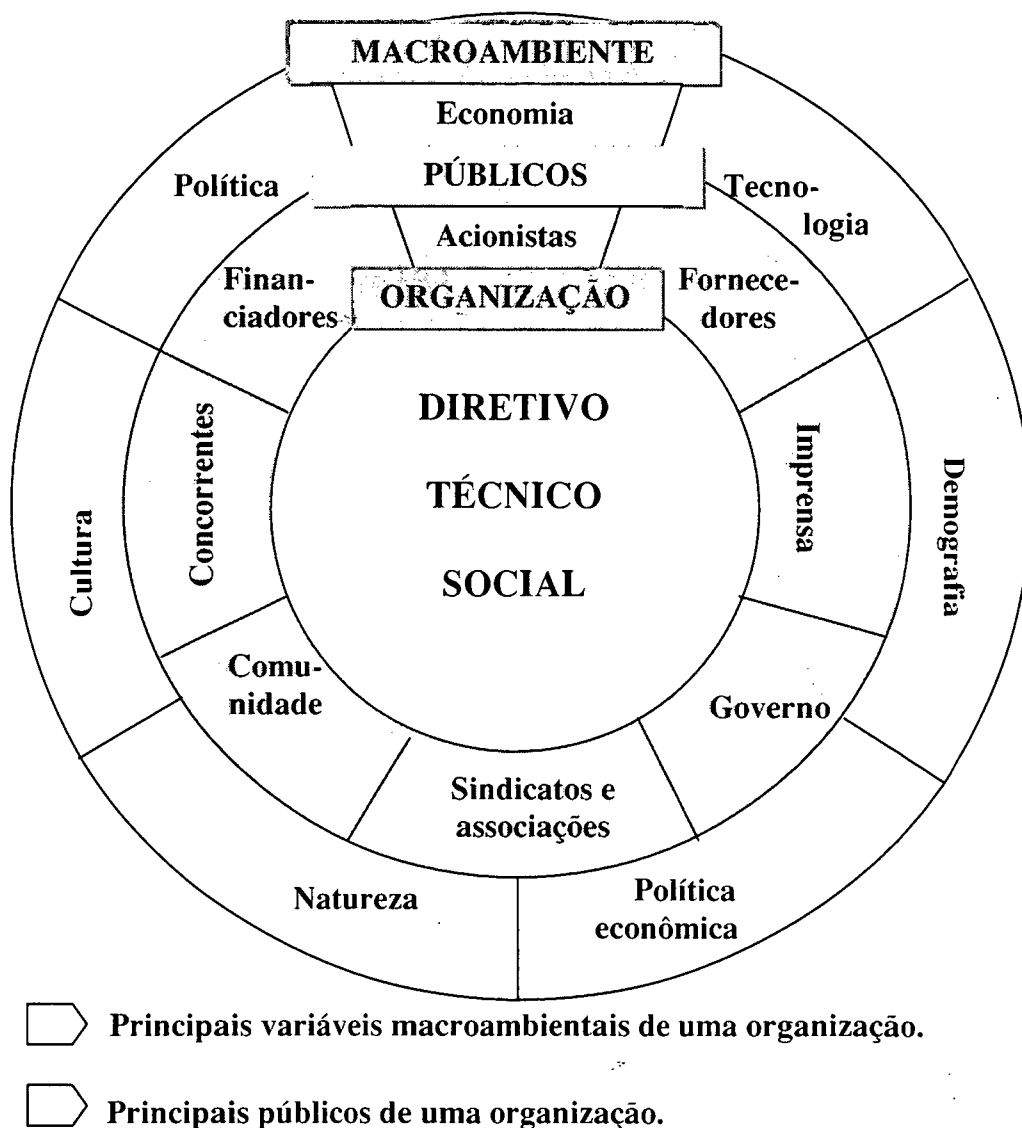 MACROAMBIENTE
Economia
PÚBLICOS
Política
Tecno-
logia
Acionistas
Finan-
ciadores
ORGANIZAÇÃO
Fornece-
dores
DIRETIVO
Concorrentes
Imprensa
TÉCNICO
Cultura
Demografia
SOCIAL
Comu-
nidade
Governo
Sindicatos e
associações
Natureza
Política
econômica
Principais variáveis macroambientais de uma organização.
Principais públicos de uma organização.